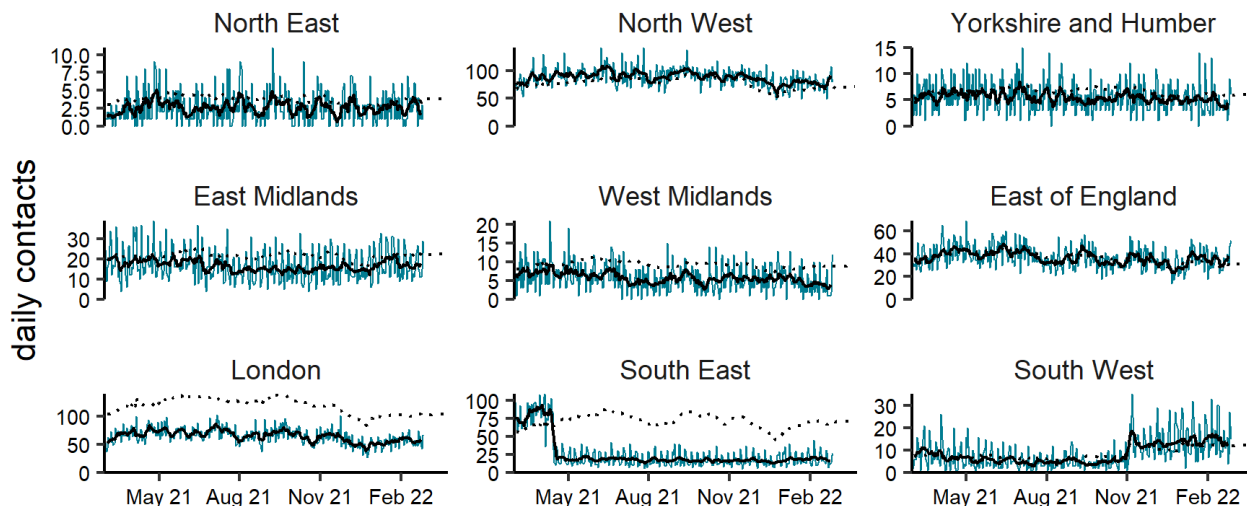 North East
North West
Yorkshire and Humber
10.0
7.5
5.0
2.5
0.0
100
50
0
15
10
5
0
East Midlands
West Midlands
East of England
30
20
10
0
20
15
10
5
0
60
40
20
0
daily contacts
London
South East
South West
100
50
0
100
75
50
25
0
30
20
10
0
May 21 Aug 21 Nov 21 Feb 22
May 21 Aug 21 Nov 21 Feb 22
May 21 Aug 21 Nov 21 Feb 22